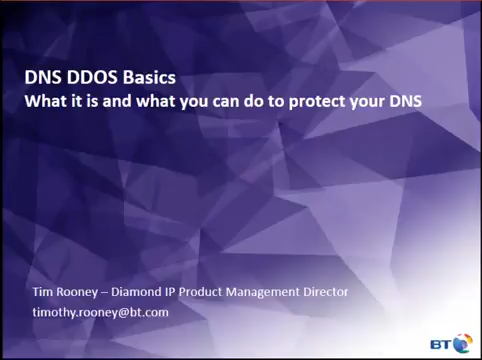 DNS DDOS Basics
What it is and what you can do to protect your DNS
Tim Rooney – Diamond IP Product Management Director
timothy.rooney@bt.com
BT